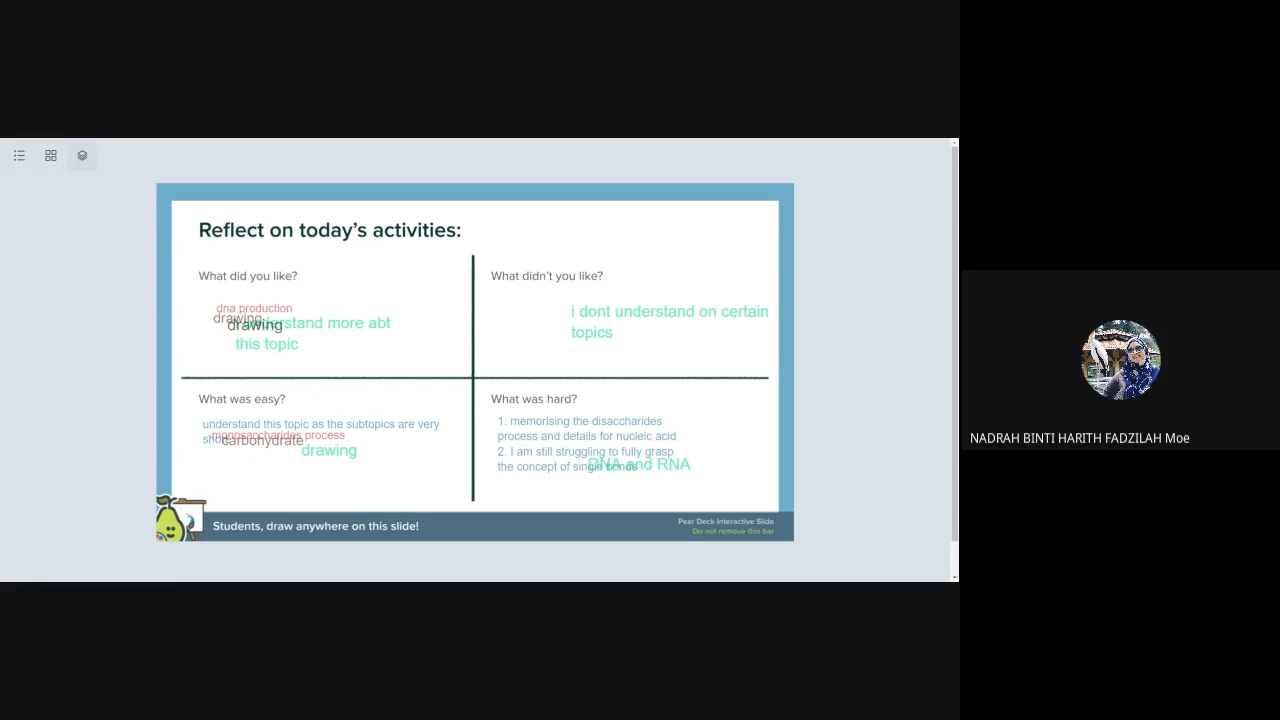 Reflect on today's activities:
What did you like?
dna production
drawing
drawing
understand more abt
this topic
What didn't you like?
i dont understand on certain
topics
What was easy?
understand this topic as the subtopics are very
monosaccharides process
carbohydrate
drawing
What was hard?
1. memorising the disaccharides
process and details for nucleic acid
2. I am still struggling to fully grasp
the concept of single bonds
DNA and RNA
Students, draw anywhere on this slide!
Pear Deck Interactive Slide
Do not remove this bar
NADRAH BINTI HARITH FADZILAH Moe